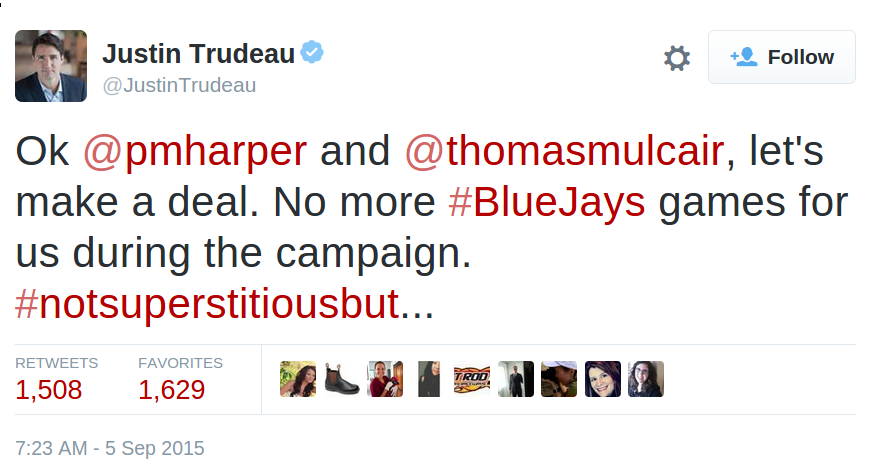 Justin Trudeau
@JustinTrudeau
Follow
Ok @pmharper and @thomasmulcair, let's
make a deal. No more #BlueJays games for
us during the campaign.
#notsuperstitiousbut...
RETWEETS FAVORITES
1,508 1,629
T-ROD
7:23 AM - 5 Sep 2015